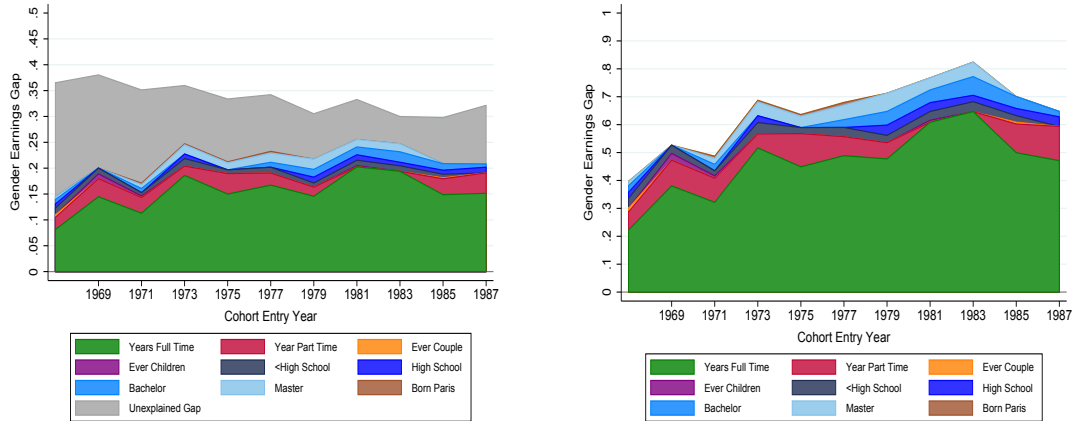 .5
.45
.4
.35
.3
.25
.2
.15
.1
.05
0
Gender Earnings Gap
1969 1971 1973 1975 1977 1979 1981 1983 1985 1987
Cohort Entry Year
Years Full Time Year Part Time Ever Couple
Ever Children <High School High School
Bachelor Master Born Paris
Unexplained Gap
1
.9
.8
.7
.6
.5
.4
.3
.2
.1
0
Gender Earnings Gap
1969 1971 1973 1975 1977 1979 1981 1983 1985 1987
Cohort Entry Year
Years Full Time Year Part Time Ever Couple
Ever Children <High School High School
Bachelor Master Born Paris